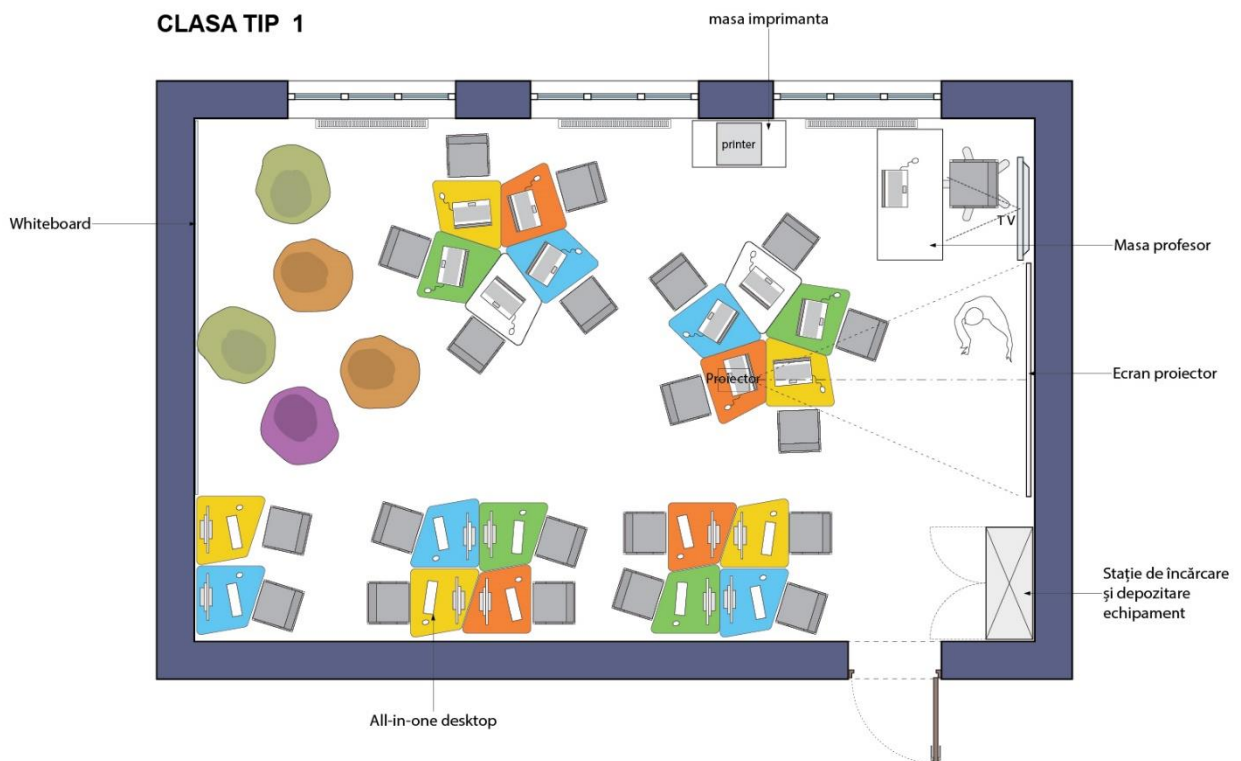 CLASA TIP 1
masa imprimanta
printer
Whiteboard
TV
Masa profesor
Proiector
Ecran proiector
Stație de încărcare
și depozitare
echipament
All-in-one desktop